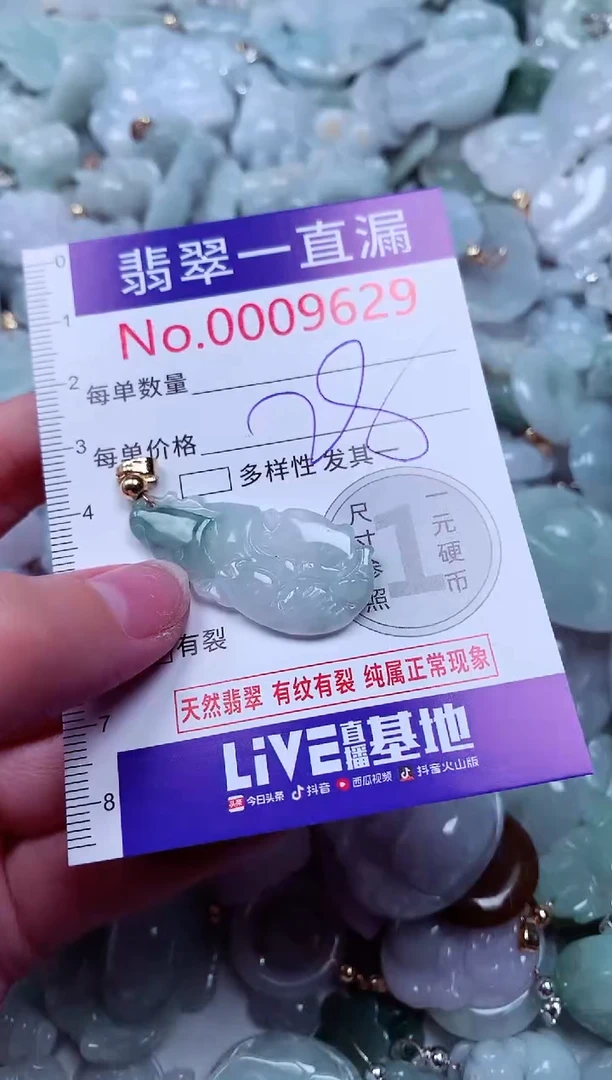 翡翠一直漏
No.0009629
每单数量
28
每单价格
多样性 发其一
尺寸参照
一元硬币
1
有裂
天然翡翠 有纹有裂 纯属正常现象
LiVE直播基地
头条 今日头条 抖音 西瓜视频 抖音火山版
0
1
2
3
4
7
8